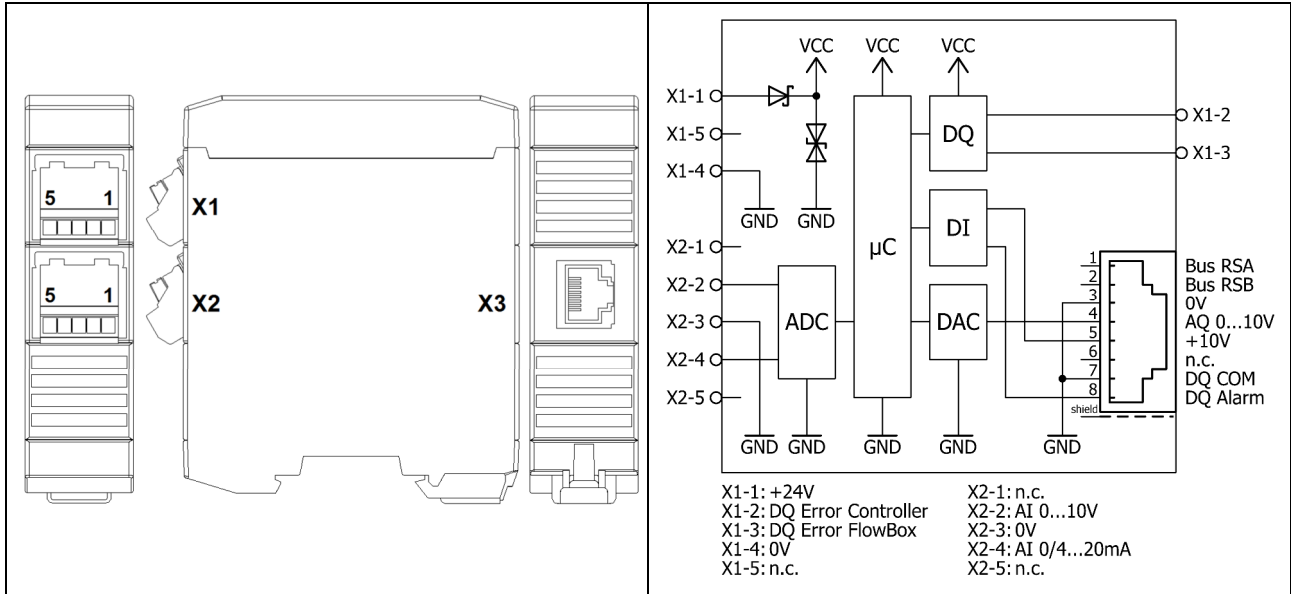 5 1
X1
5 1
X2
X3
VCC VCC VCC
X1-1
X1-5
X1-4
GND GND
X2-1
X2-2
X2-3
X2-4
X2-5
ADC
µC
DQ
DI
DAC
X1-2
X1-3
1 Bus RSA
2 Bus RSB
3 0V
4 AQ 0...10V
5 +10V
6 n.c.
7 DQ COM
8 DQ Alarm
shield
GND GND GND GND GND
X1-1: +24V
X1-2: DQ Error Controller
X1-3: DQ Error FlowBox
X1-4: 0V
X1-5: n.c.
X2-1: n.c.
X2-2: AI 0...10V
X2-3: 0V
X2-4: AI 0/4...20mA
X2-5: n.c.